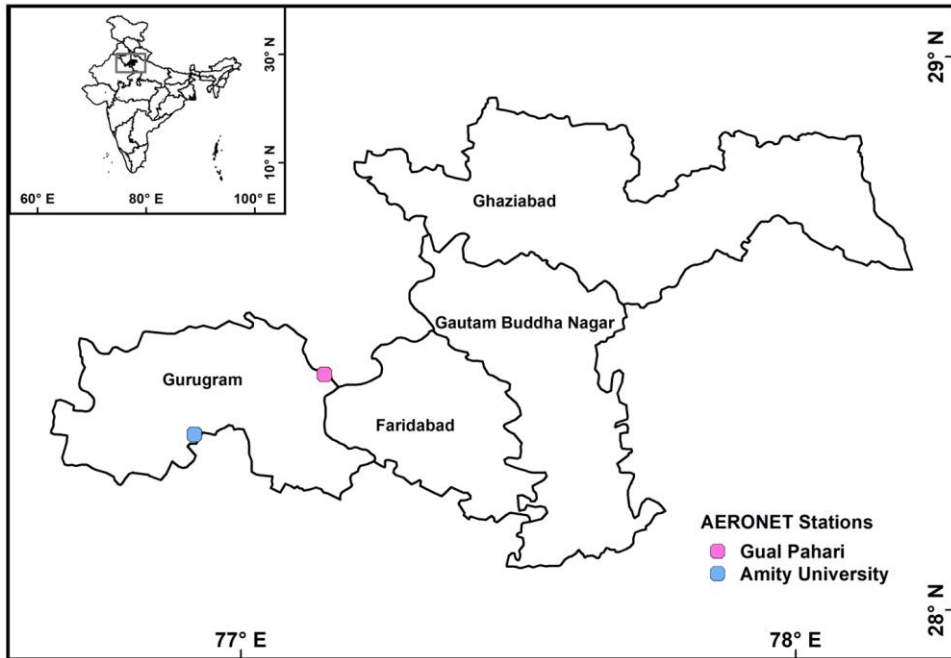 30° N
10° N
60° E
80° E
100° E
29° N
Ghaziabad
Gautam Buddha Nagar
Gurugram
Faridabad
AERONET Stations
Gual Pahari
Amity University
28° N
77° E
78° E